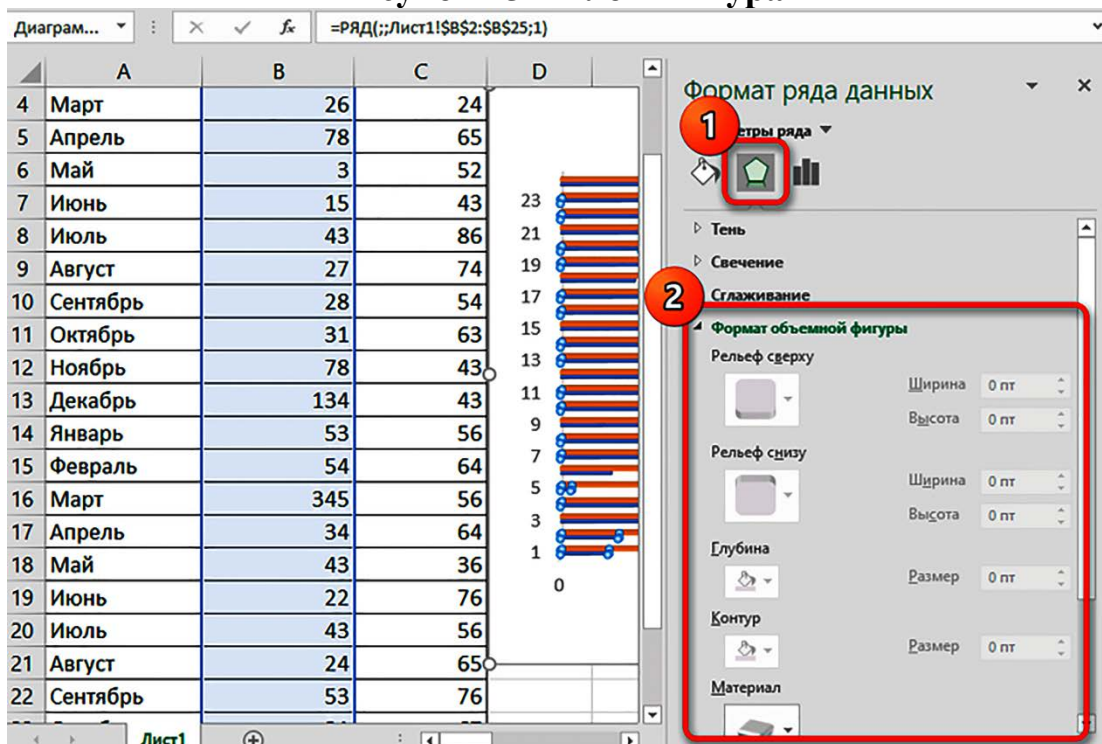 Диаграм... fx =РЯД(;;Лист1!$B$2:$B$25;1)
A B C D
4 Март 26 24
5 Апрель 78 65
6 Май 3 52
7 Июнь 15 43
8 Июль 43 86
9 Август 27 74
10 Сентябрь 28 54
11 Октябрь 31 63
12 Ноябрь 78 43
13 Декабрь 134 43
14 Январь 53 56
15 Февраль 54 64
16 Март 345 56
17 Апрель 34 64
18 Май 43 36
19 Июнь 22 76
20 Июль 43 56
21 Август 24 65
22 Сентябрь 53 76
Лист1
23
21
19
17
15
13
11
9
7
5
3
1
0
Формат ряда данных
1
етры ряда
Тень
Свечение
2
Сглаживание
Формат объемной фигуры
Рельеф сверху
Ширина 0 пт
Высота 0 пт
Рельеф снизу
Ширина 0 пт
Высота 0 пт
Глубина
Размер 0 пт
Контур
Размер 0 пт
Материал